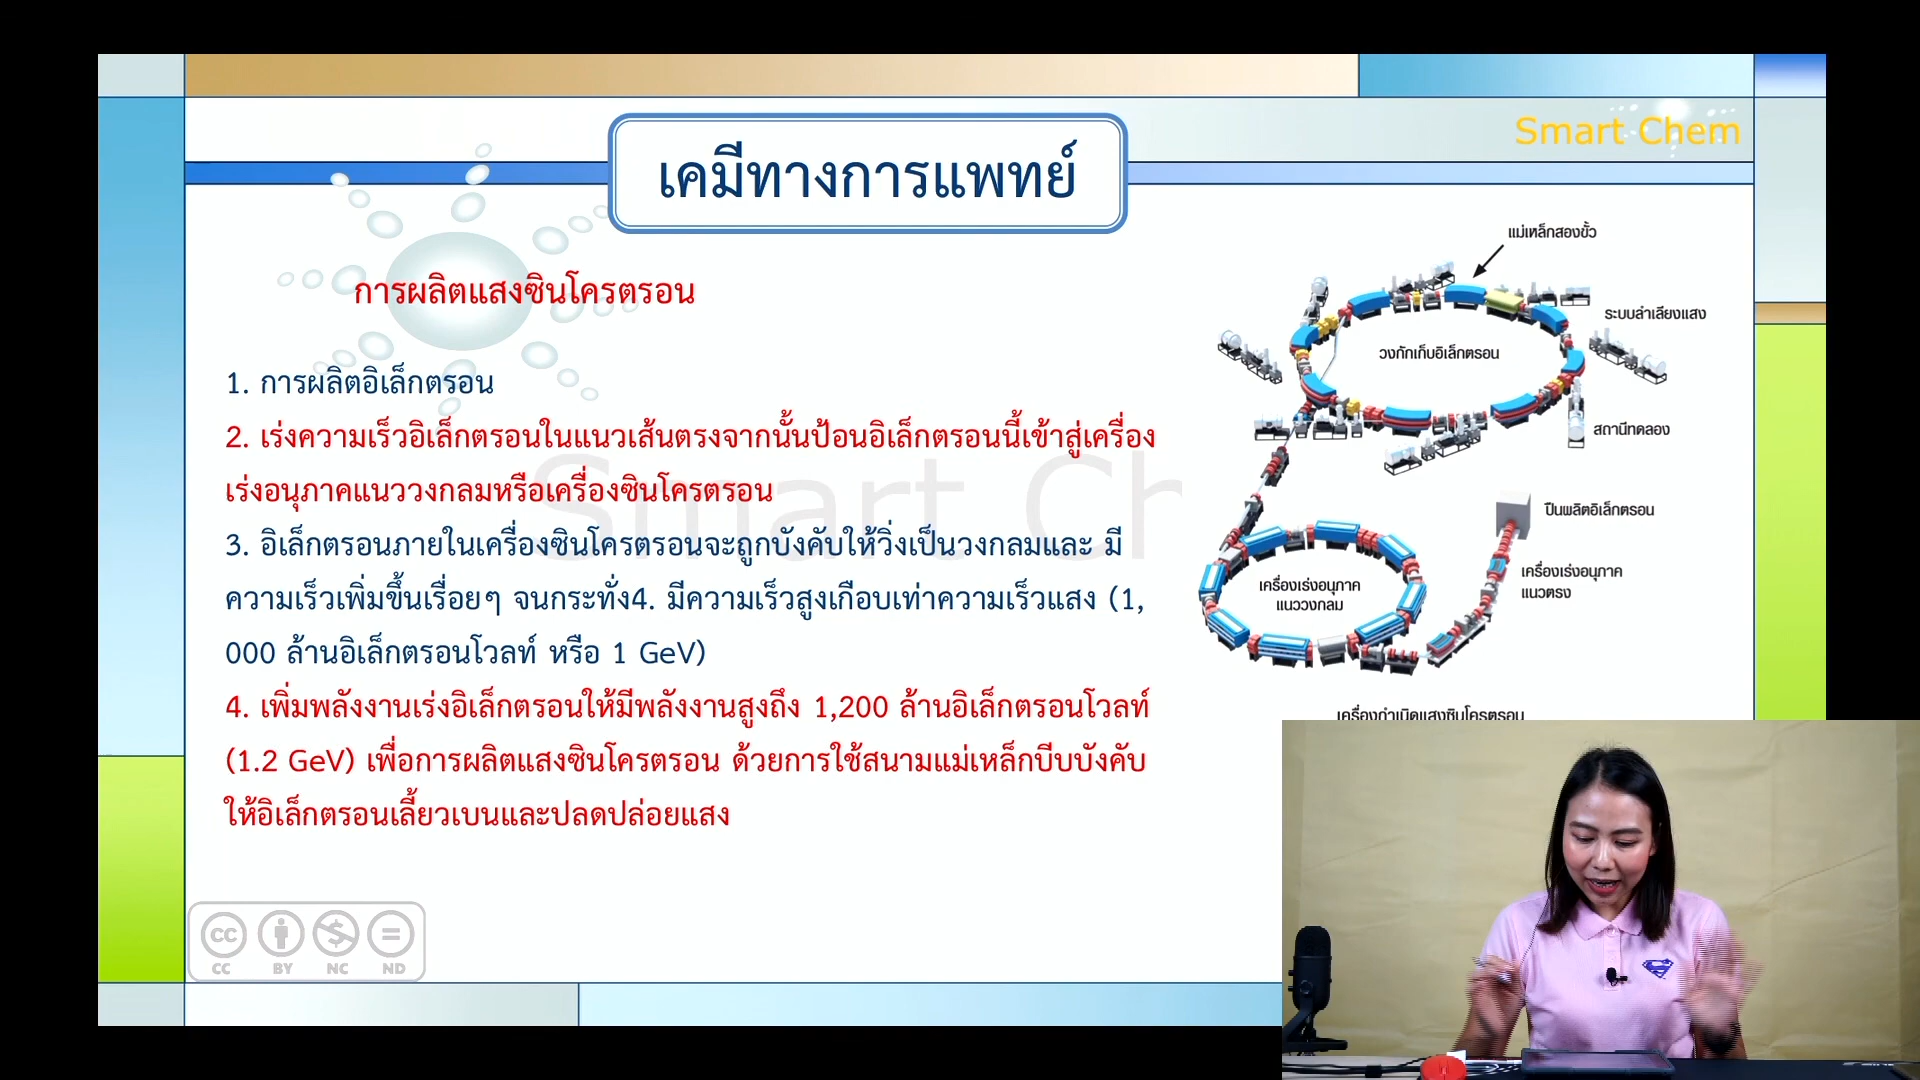 Smart Chem
เคมีทางการแพทย์
การผลิตแสงซินโครตรอน
1. การผลิตอิเล็กตรอน
2. เร่งความเร็วอิเล็กตรอนในแนวเส้นตรงจากนั้นป้อนอิเล็กตรอนนี้เข้าสู่เครื่อง
เร่งอนุภาคแนววงกลมหรือเครื่องซินโครตรอน
3. อิเล็กตรอนภายในเครื่องซินโครตรอนจะถูกบังคับให้วิ่งเป็นวงกลมและ มี
ความเร็วเพิ่มขึ้นเรื่อยๆ จนกระทั่ง4. มีความเร็วสูงเกือบเท่าความเร็วแสง (1,
000 ล้านอิเล็กตรอนโวลท์ หรือ 1 GeV)
4. เพิ่มพลังงานเร่งอิเล็กตรอนให้มีพลังงานสูงถึง 1,200 ล้านอิเล็กตรอนโวลท์
(1.2 GeV) เพื่อการผลิตแสงซินโครตรอน ด้วยการใช้สนามแม่เหล็กบีบบังคับ
ให้อิเล็กตรอนเลี้ยวเบนและปลดปล่อยแสง
Smart Ch
แม่เหล็กสองขั้ว
ระบบลำเลียงแสง
วงกักเก็บอิเล็กตรอน
สถานีทดลอง
ปืนผลิตอิเล็กตรอน
เครื่องเร่งอนุภาค
แนวตรง
เครื่องเร่งอนุภาค
แนววงกลม
เครื่องกำเนิดแสงซินโครตรอน
CC
CC BY NC ND